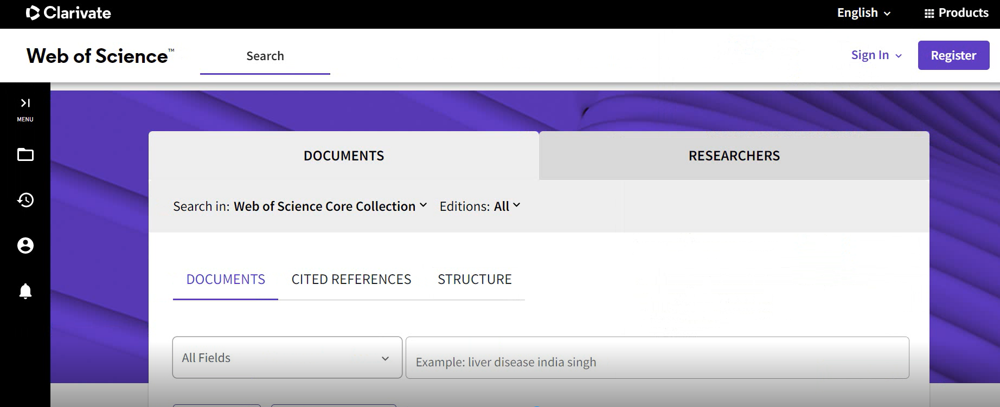 Clarivate
English
Products
Web of Science™
Search
Sign In
Register
MENU
DOCUMENTS
RESEARCHERS
Search in: Web of Science Core Collection
Editions: All
DOCUMENTS
CITED REFERENCES
STRUCTURE
All Fields
Example: liver disease india singh